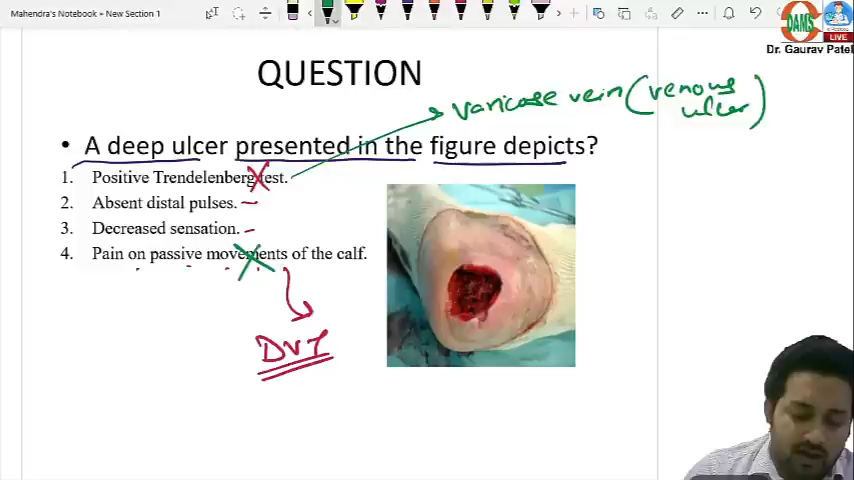 Mahendra's Notebook » New Section 1
DAMS
LIVE
Dr. Gaurav Patel
QUESTION
varicose vein (venous
ulcer)
• A deep ulcer presented in the figure depicts?
1. Positive Trendelenberg test.
2. Absent distal pulses.
3. Decreased sensation.
4. Pain on passive movements of the calf.
DVT